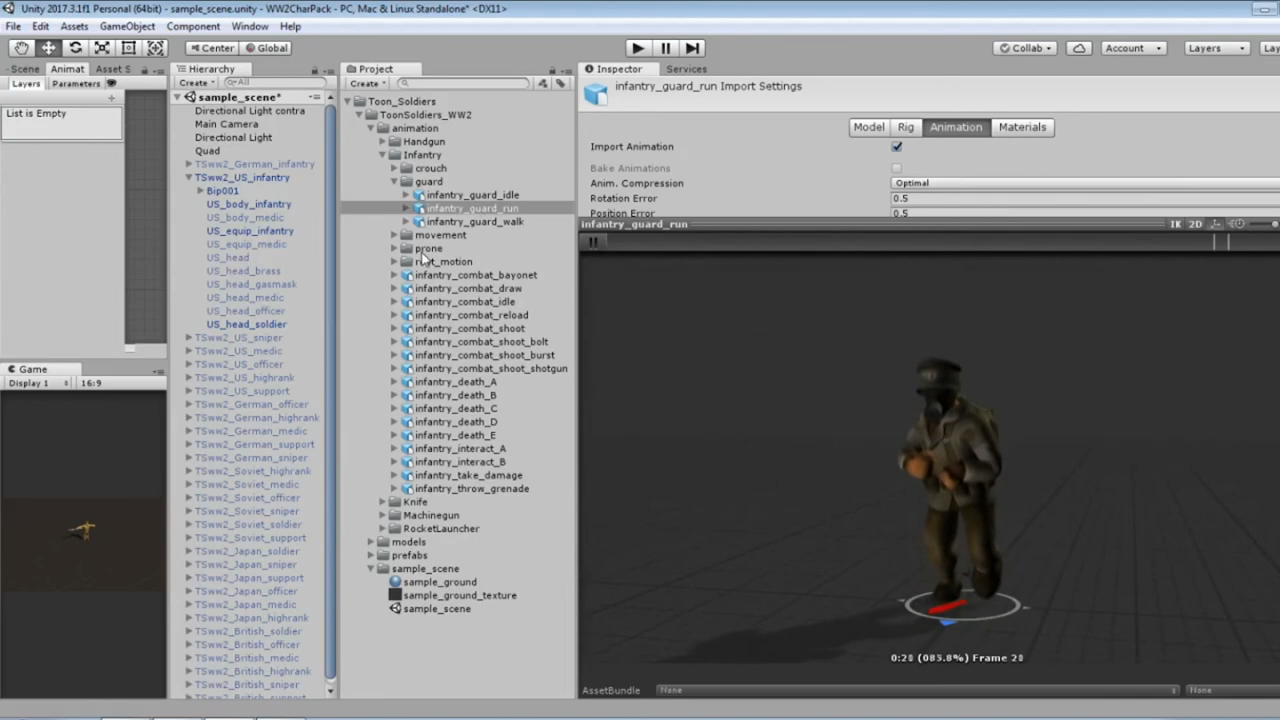 Unity 2017.3.1f1 Personal (64bit) - sample_scene.unity - WW2CharPack - PC, Mac & Linux Standalone* <DX11>
File Edit Assets GameObject Component Window Help
Center Global Collab Account Layers
Scene Animat Asset S
Layers Parameters
List is Empty
Game
Display 1 16:9
Hierarchy
Create All
sample_scene*
Directional Light contra
Main Camera
Directional Light
Quad
TSww2_German_infantry
TSww2_US_infantry
Bip001
US_body_infantry
US_body_medic
US_equip_infantry
US_equip_medic
US_head
US_head_brass
US_head_gasmask
US_head_medic
US_head_officer
US_head_soldier
TSww2_US_sniper
TSww2_US_medic
TSww2_US_officer
TSww2_US_highrank
TSww2_US_support
TSww2_German_officer
TSww2_German_highrank
TSww2_German_medic
TSww2_German_support
TSww2_German_sniper
TSww2_Soviet_highrank
TSww2_Soviet_medic
TSww2_Soviet_officer
TSww2_Soviet_sniper
TSww2_Soviet_soldier
TSww2_Soviet_support
TSww2_Japan_soldier
TSww2_Japan_sniper
TSww2_Japan_support
TSww2_Japan_officer
TSww2_Japan_medic
TSww2_Japan_highrank
TSww2_British_soldier
TSww2_British_officer
TSww2_British_medic
TSww2_British_highrank
TSww2_British_sniper
TSww2_British_support
Project
Create
Toon_Soldiers
ToonSoldiers_WW2
animation
Handgun
Infantry
crouch
guard
infantry_guard_idle
infantry_guard_run
infantry_guard_walk
movement
prone
root_motion
infantry_combat_bayonet
infantry_combat_draw
infantry_combat_idle
infantry_combat_reload
infantry_combat_shoot
infantry_combat_shoot_bolt
infantry_combat_shoot_burst
infantry_combat_shoot_shotgun
infantry_death_A
infantry_death_B
infantry_death_C
infantry_death_D
infantry_death_E
infantry_interact_A
infantry_interact_B
infantry_take_damage
infantry_throw_grenade
Knife
Machinegun
RocketLauncher
models
prefabs
sample_scene
sample_ground
sample_ground_texture
sample_scene
Inspector Services
infantry_guard_run Import Settings
Model Rig Animation Materials
Import Animation
Bake Animations
Anim. Compression Optimal
Rotation Error 0.5
Position Error 0.5
infantry_guard_run IK 2D
Frame
AssetBundle None None